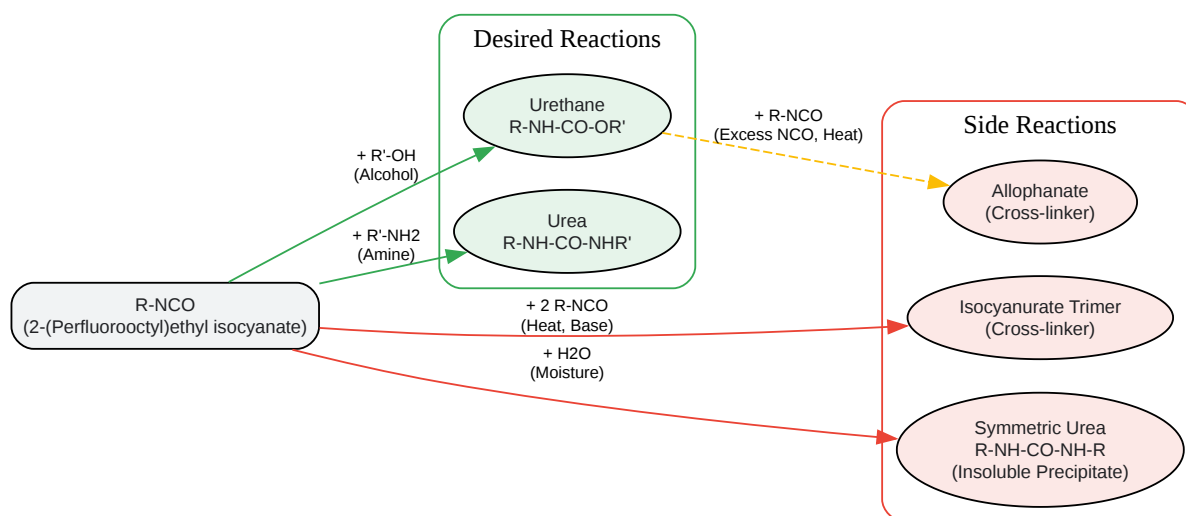 Desired Reactions
Urethane
R-NH-CO-OR'
+ R'-OH
(Alcohol)
Urea
R-NH-CO-NHR'
+ R'-NH2
(Amine)
R-NCO
(2-(Perfluorooctyl)ethyl isocyanate)
+ R-NCO
(Excess NCO, Heat)
Side Reactions
Allophanate
(Cross-linker)
+ 2 R-NCO
(Heat, Base)
Isocyanurate Trimer
(Cross-linker)
+ H2O
(Moisture)
Symmetric Urea
R-NH-CO-NH-R
(Insoluble Precipitate)